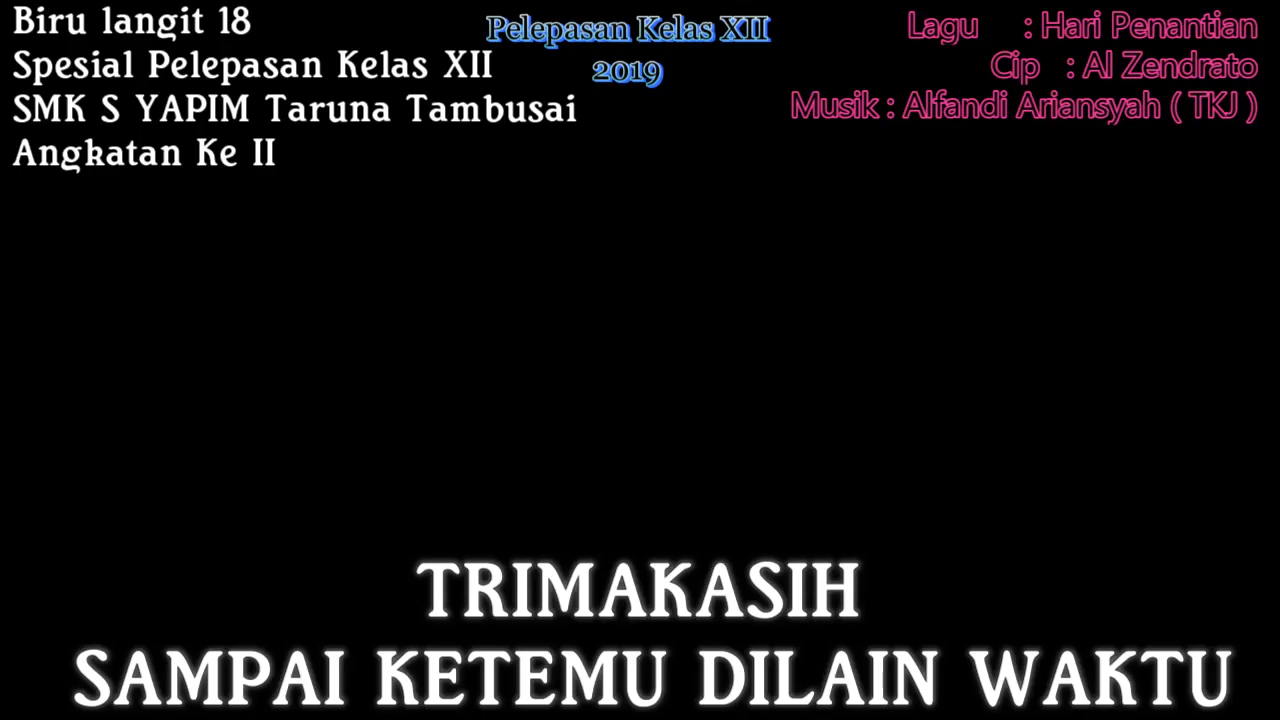 Biru langit 18
Spesial Pelepasan Kelas XII
SMK S YAPIM Taruna Tambusai
Angkatan Ke II
Pelepasan Kelas XII
2019
Lagu : Hari Penantian
Cip : Al Zendrato
Musik : Alfandi Ariansyah ( TKJ )
TRIMAKASIH
SAMPAI KETEMU DILAIN WAKTU